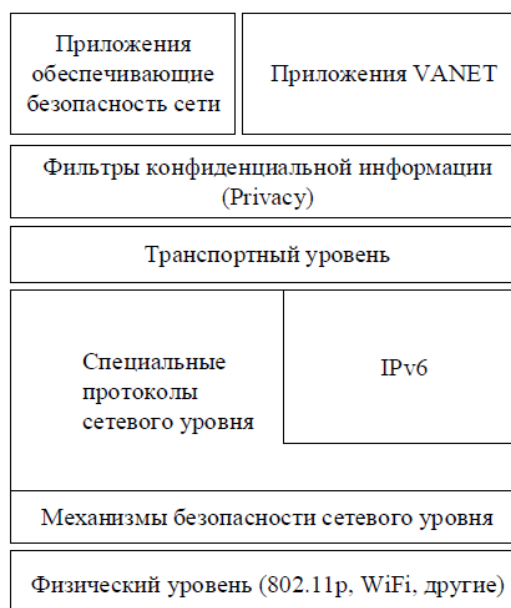 Приложения
обеспечивающие
безопасность сети
Приложения VANET
Фильтры конфиденциальной информации
(Privacy)
Транспортный уровень
Специальные
протоколы
сетевого уровня
IPv6
Механизмы безопасности сетевого уровня
Физический уровень (802.11p, WiFi, другие)